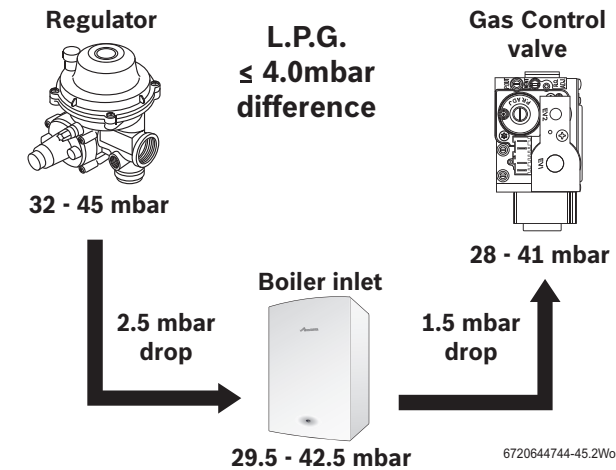 Regulator
L.P.G.
≤ 4.0mbar
difference
Gas Control
valve
32 - 45 mbar
28 - 41 mbar
2.5 mbar
drop
Boiler inlet
1.5 mbar
drop
29.5 - 42.5 mbar
6720644744-45.2Wo